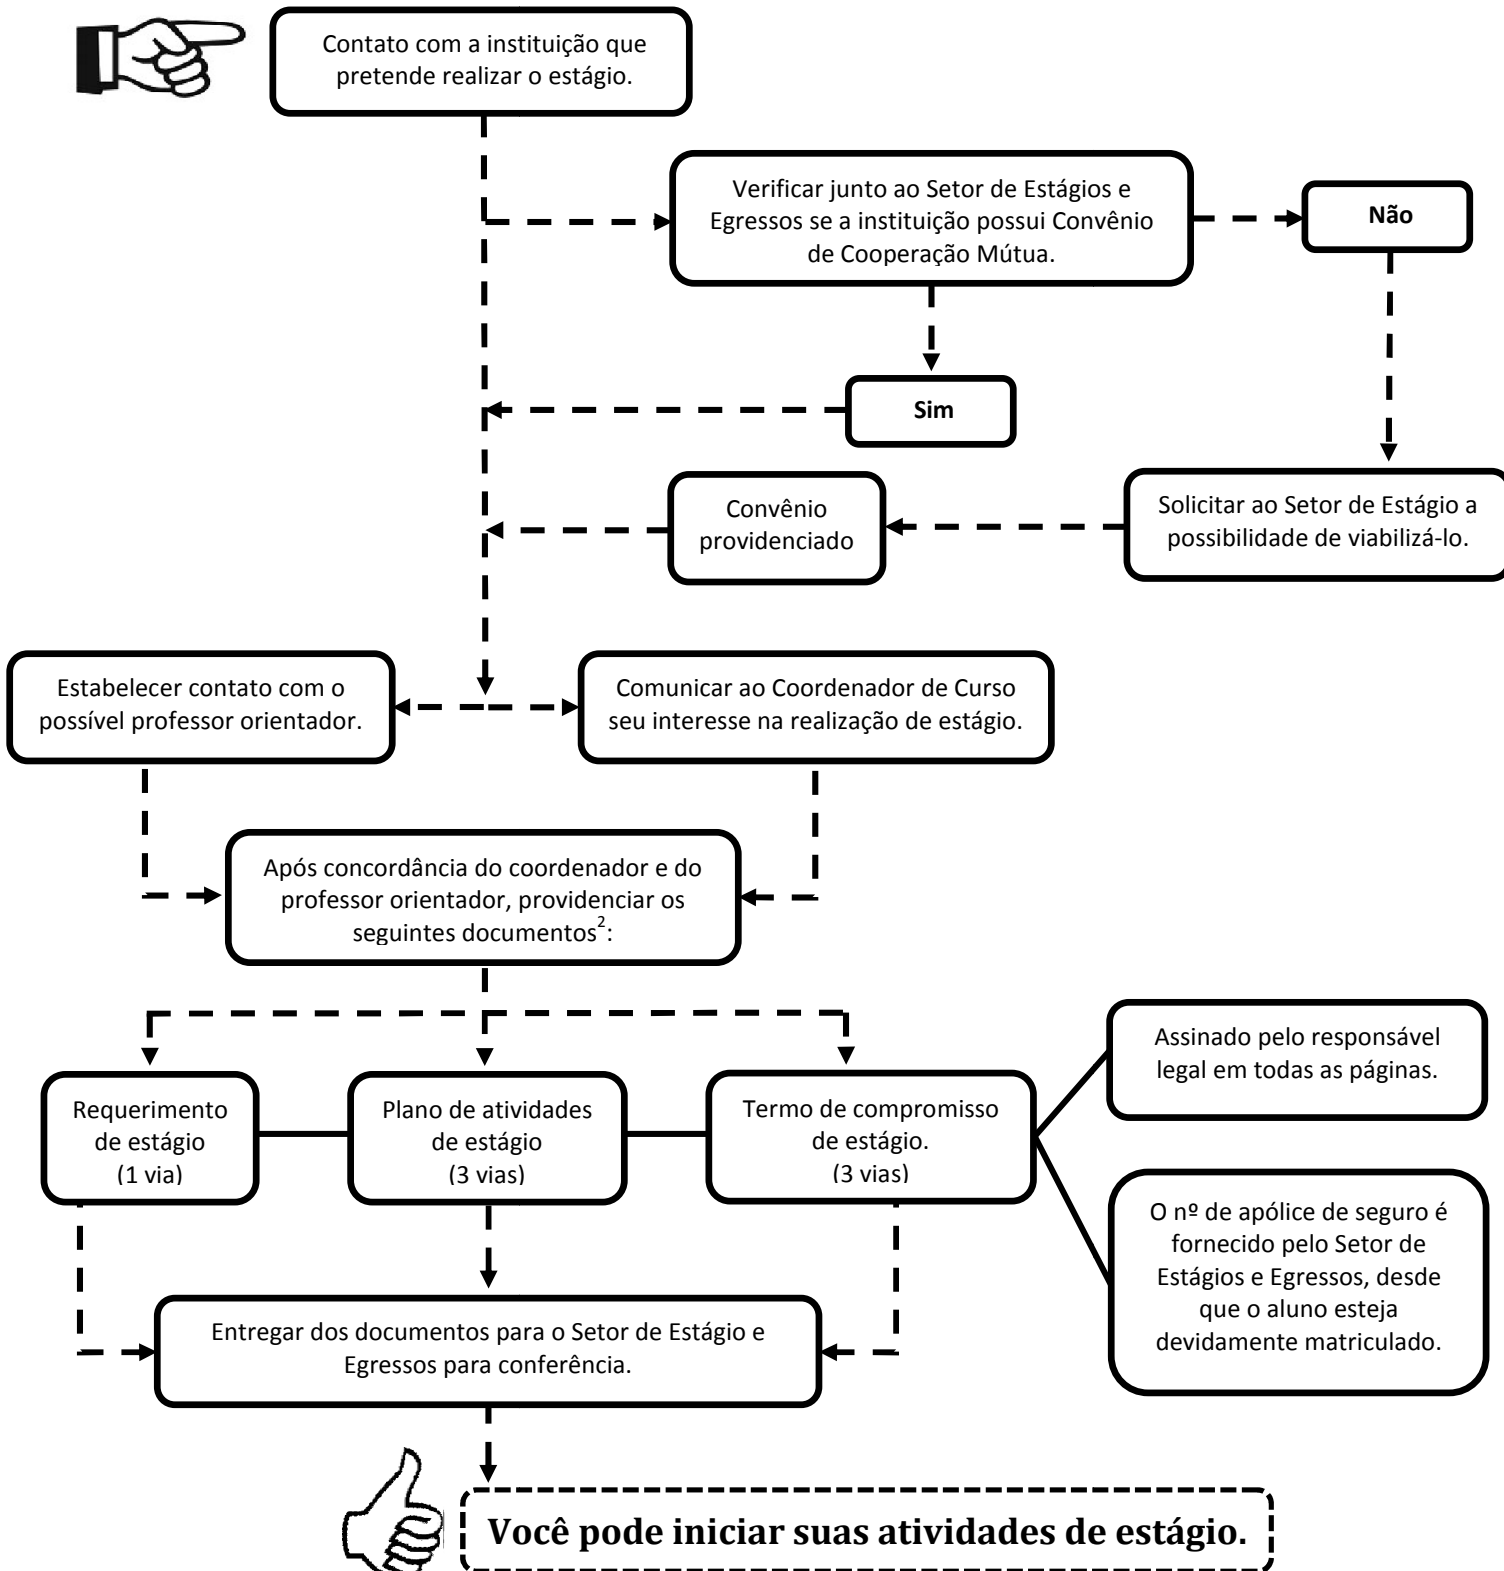 Contato com a instituição que
pretende realizar o estágio.
Verificar junto ao Setor de Estágios e
Egressos se a instituição possui Convênio
de Cooperação Mútua.
Não
Sim
Convênio
providenciado
Solicitar ao Setor de Estágio a
possibilidade de viabilizá-lo.
Estabelecer contato com o
possível professor orientador.
Comunicar ao Coordenador de Curso
seu interesse na realização de estágio.
Após concordância do coordenador e do
professor orientador, providenciar os
seguintes documentos²:
Assinado pelo responsável
legal em todas as páginas.
Requerimento
de estágio
(1 via)
Plano de atividades
de estágio
(3 vias)
Termo de compromisso
de estágio.
(3 vias)
O nº de apólice de seguro é
fornecido pelo Setor de
Estágios e Egressos, desde
que o aluno esteja
devidamente matriculado.
Entregar dos documentos para o Setor de Estágio e
Egressos para conferência.
Você pode iniciar suas atividades de estágio.